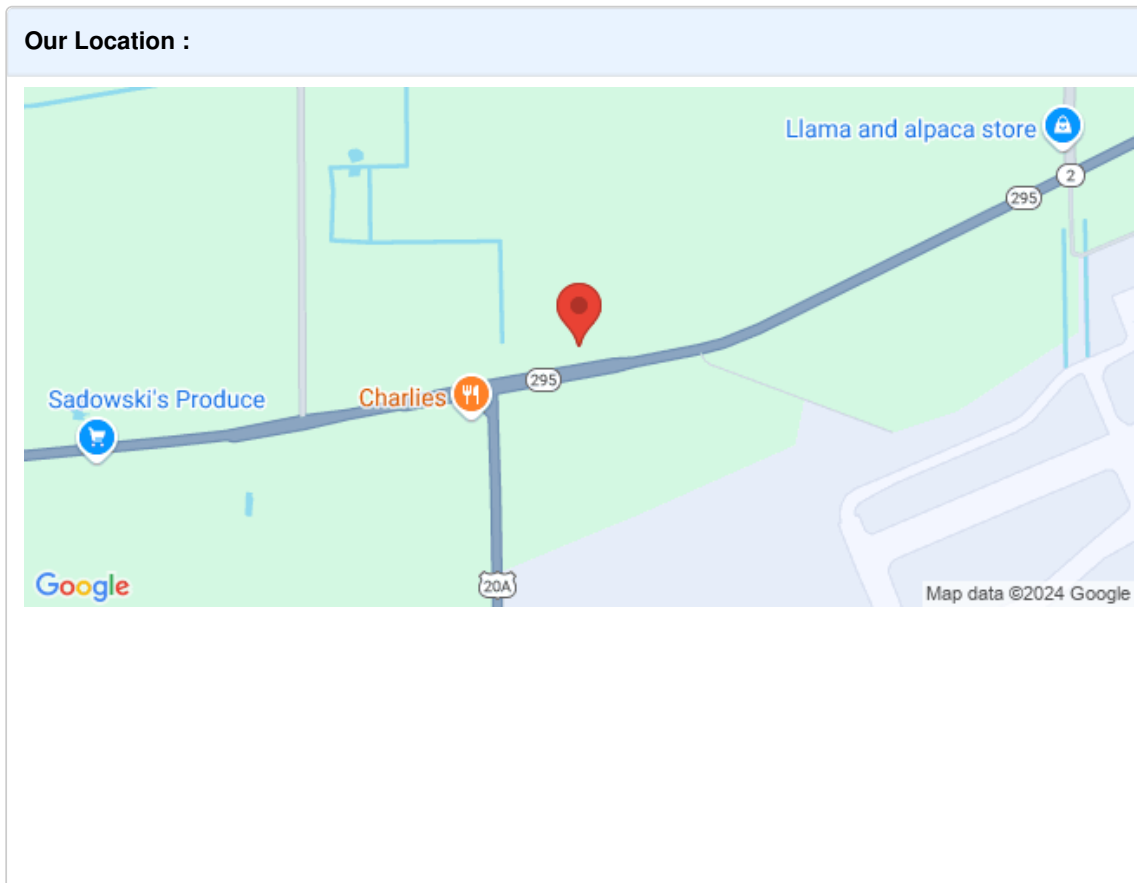 Our Location :
Llama and alpaca store
2
295
295
Charlies
Sadowski's Produce
20A
Google
Map data ©2024 Google